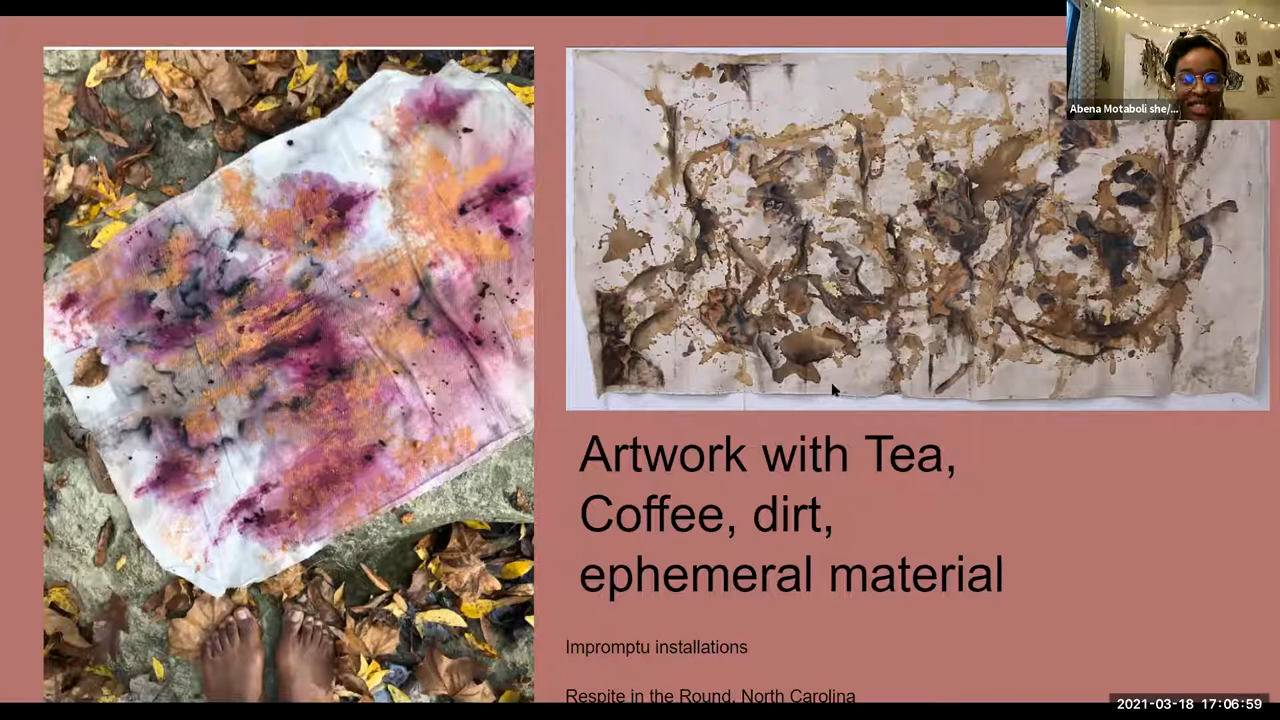 Abena Motaboli she/...
Artwork with Tea,
Coffee, dirt,
ephemeral material
Impromptu installations
Respite in the Round, North Carolina
2021-03-18 17:06:59